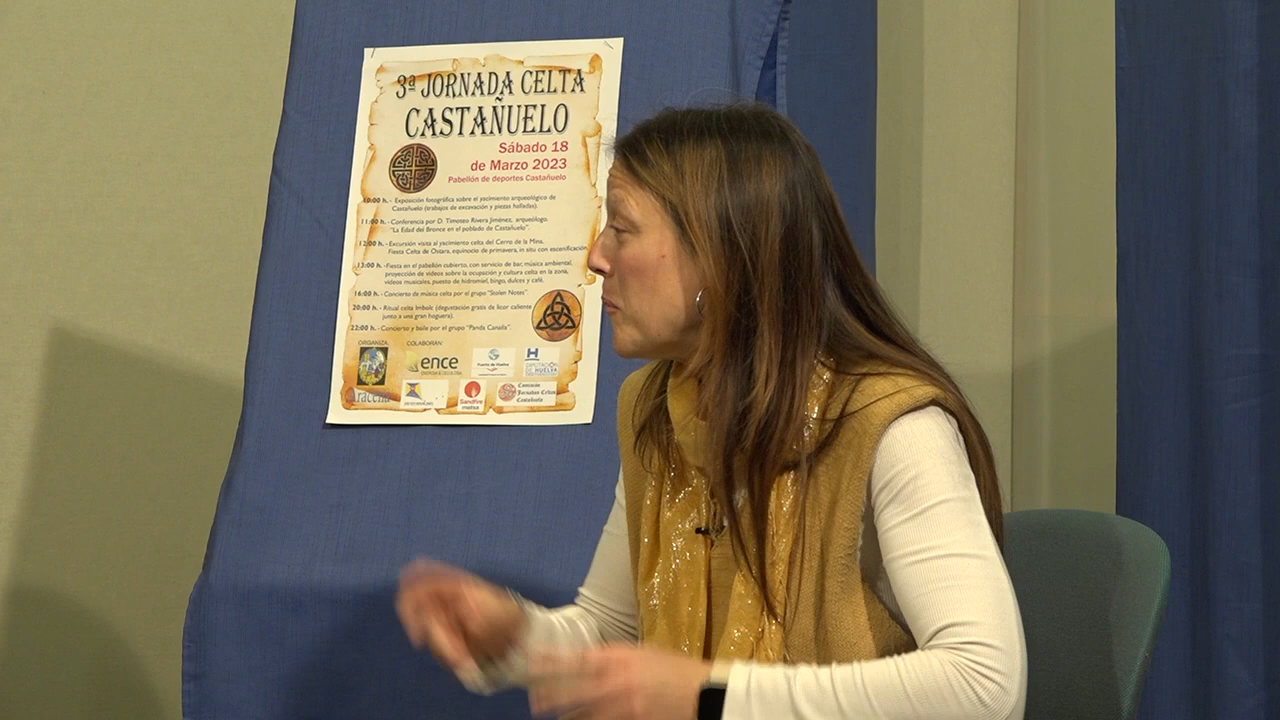 3ª JORNADA CELTA
CASTAÑUELO
Sábado 18
de Marzo 2023
Pabellón de deportes Castañuelo
10:00 h. - Exposición fotográfica sobre el yacimiento arqueológico de
Castañuelo (trabajos de excavación y piezas halladas).
11:00 h. - Conferencia por D. Timoteo Rivera Jiménez, arqueólogo.
"La Edad del Bronce en el poblado de Castañuelo".
12:00 h. - Excursión visita al yacimiento celta del Cerro de la Mina.
Fiesta Celta de Ostara, equinocio de primavera, in situ con escenificación
13:00 h. -Fiesta en el pabellón cubierto, con servicio de bar, música ambiental,
proyección de videos sobre la ocupación y cultura celta en la zona,
videos musicales, puesto de hidromiel, bingo, dulces y café.
16:00 h. - Concierto de música celta por el grupo "Stolen Notes"
20:00 h. - Ritual celta Imbolc (degustación gratis de licor caliente
junto a una gran hoguera).
22:00 h. - Concierto y baile por el grupo "Panda Canalla".
ORGANIZA: COLABORAN:
ence
Puerto de Huelva
DIPUTACIÓN
DE HUELVA
Aracena
Sandfire
matsa
Comisión
Jornadas Celtas
Castañuelo